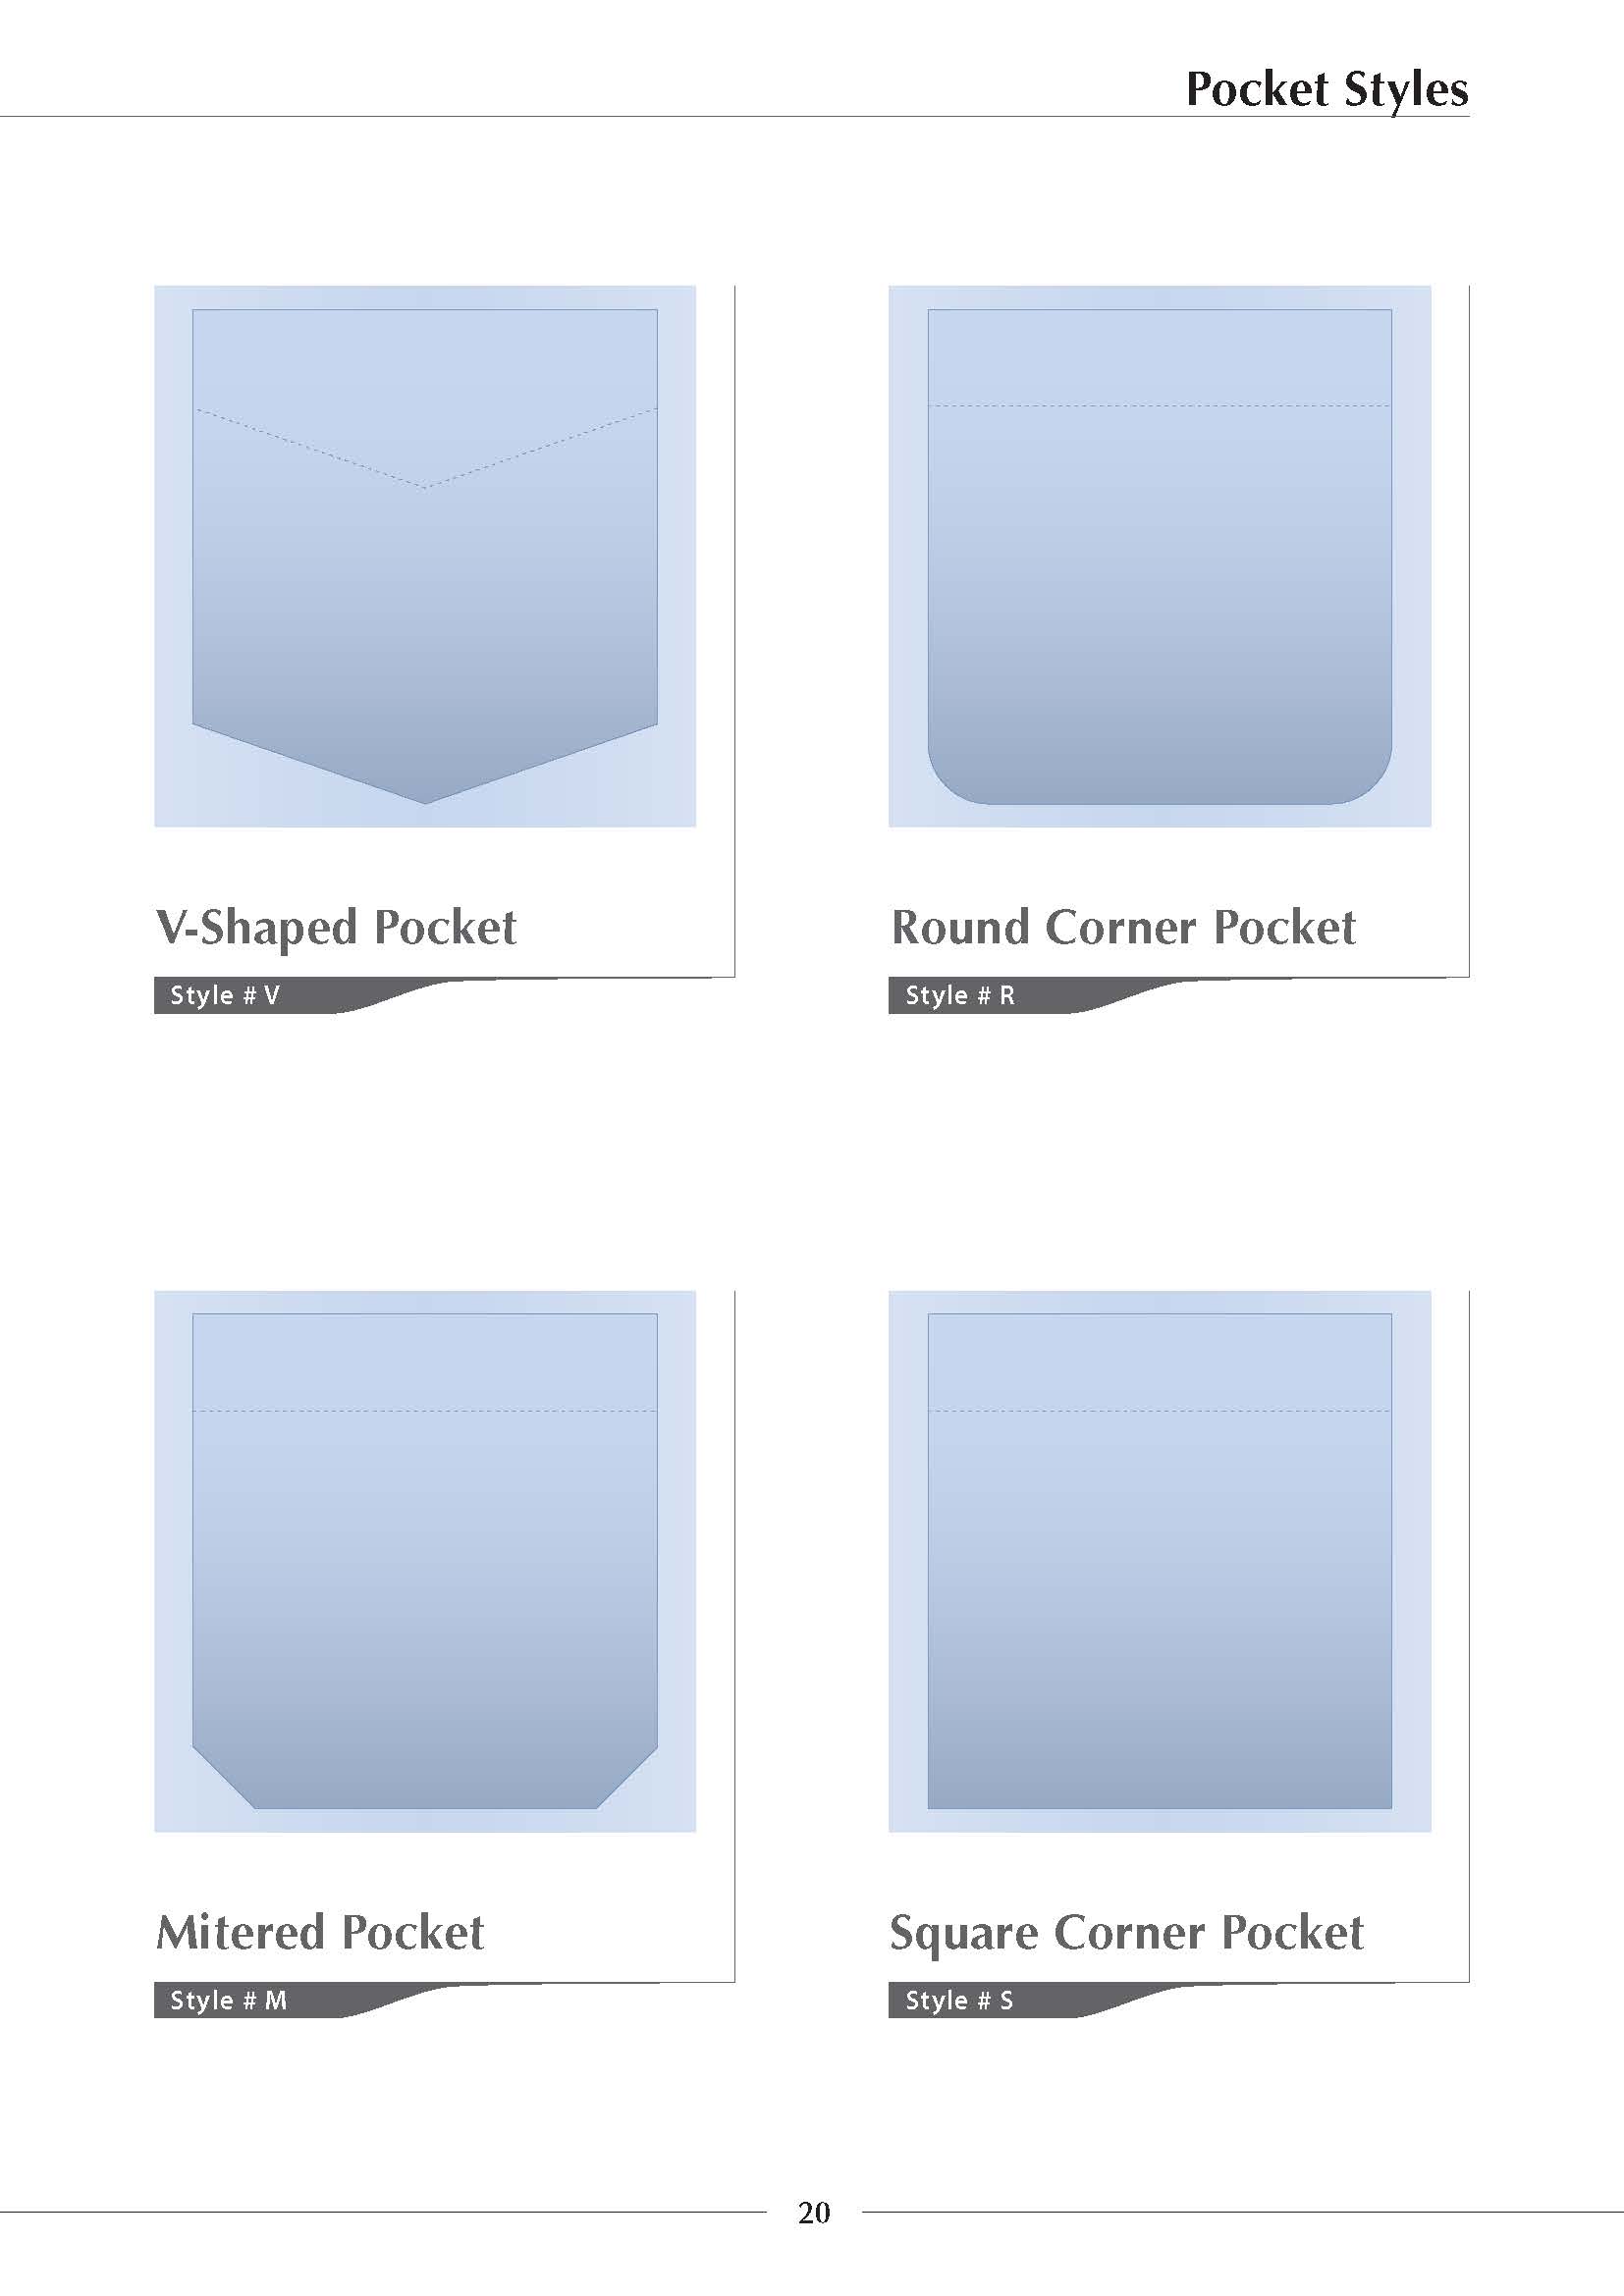 Pocket Styles
V-Shaped Pocket
Style # V
Round Corner Pocket
Style # R
Mitered Pocket
Style # M
Square Corner Pocket
Style # S
20